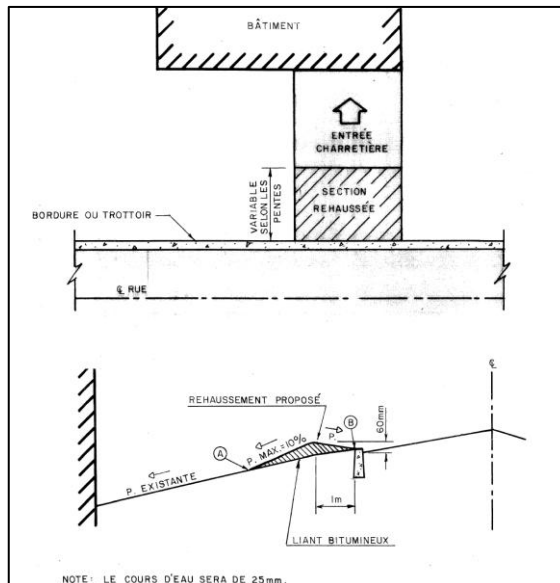 BÂTIMENT
ENTRÉE
CHARRETIÈRE
VARIABLE
SELON LES
PENTES
SECTION
REHAUSSÉE
BORDURE OU TROTTOIR
℄ RUE
℄
REHAUSSEMENT PROPOSÉ
B
P.
60mm
P. MAX.=10%
A
P. EXISTANTE
1m
LIANT BITUMINEUX
NOTE: LE COURS D'EAU SERA DE 25mm.